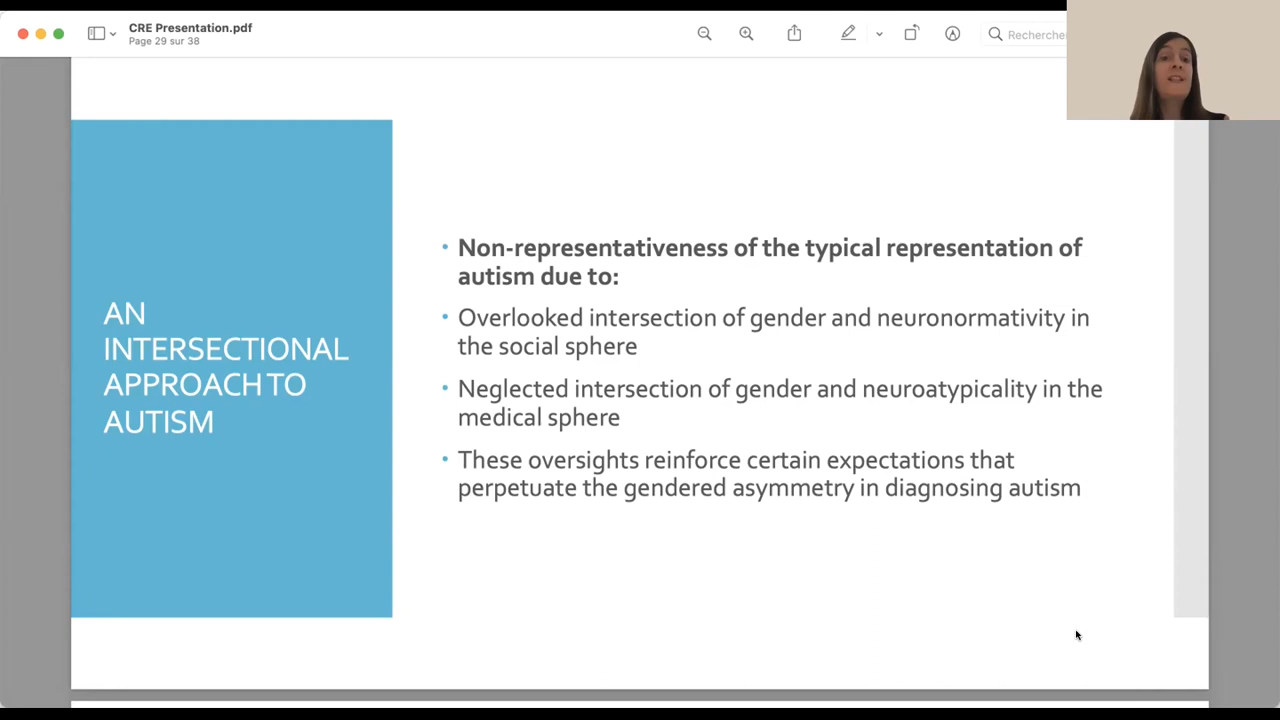 CRE Presentation.pdf
Page 29 sur 38
Recherche
AN
INTERSECTIONAL
APPROACH TO
AUTISM
• Non-representativeness of the typical representation of
autism due to:
• Overlooked intersection of gender and neuronormativity in
the social sphere
• Neglected intersection of gender and neuroatypicality in the
medical sphere
• These oversights reinforce certain expectations that
perpetuate the gendered asymmetry in diagnosing autism